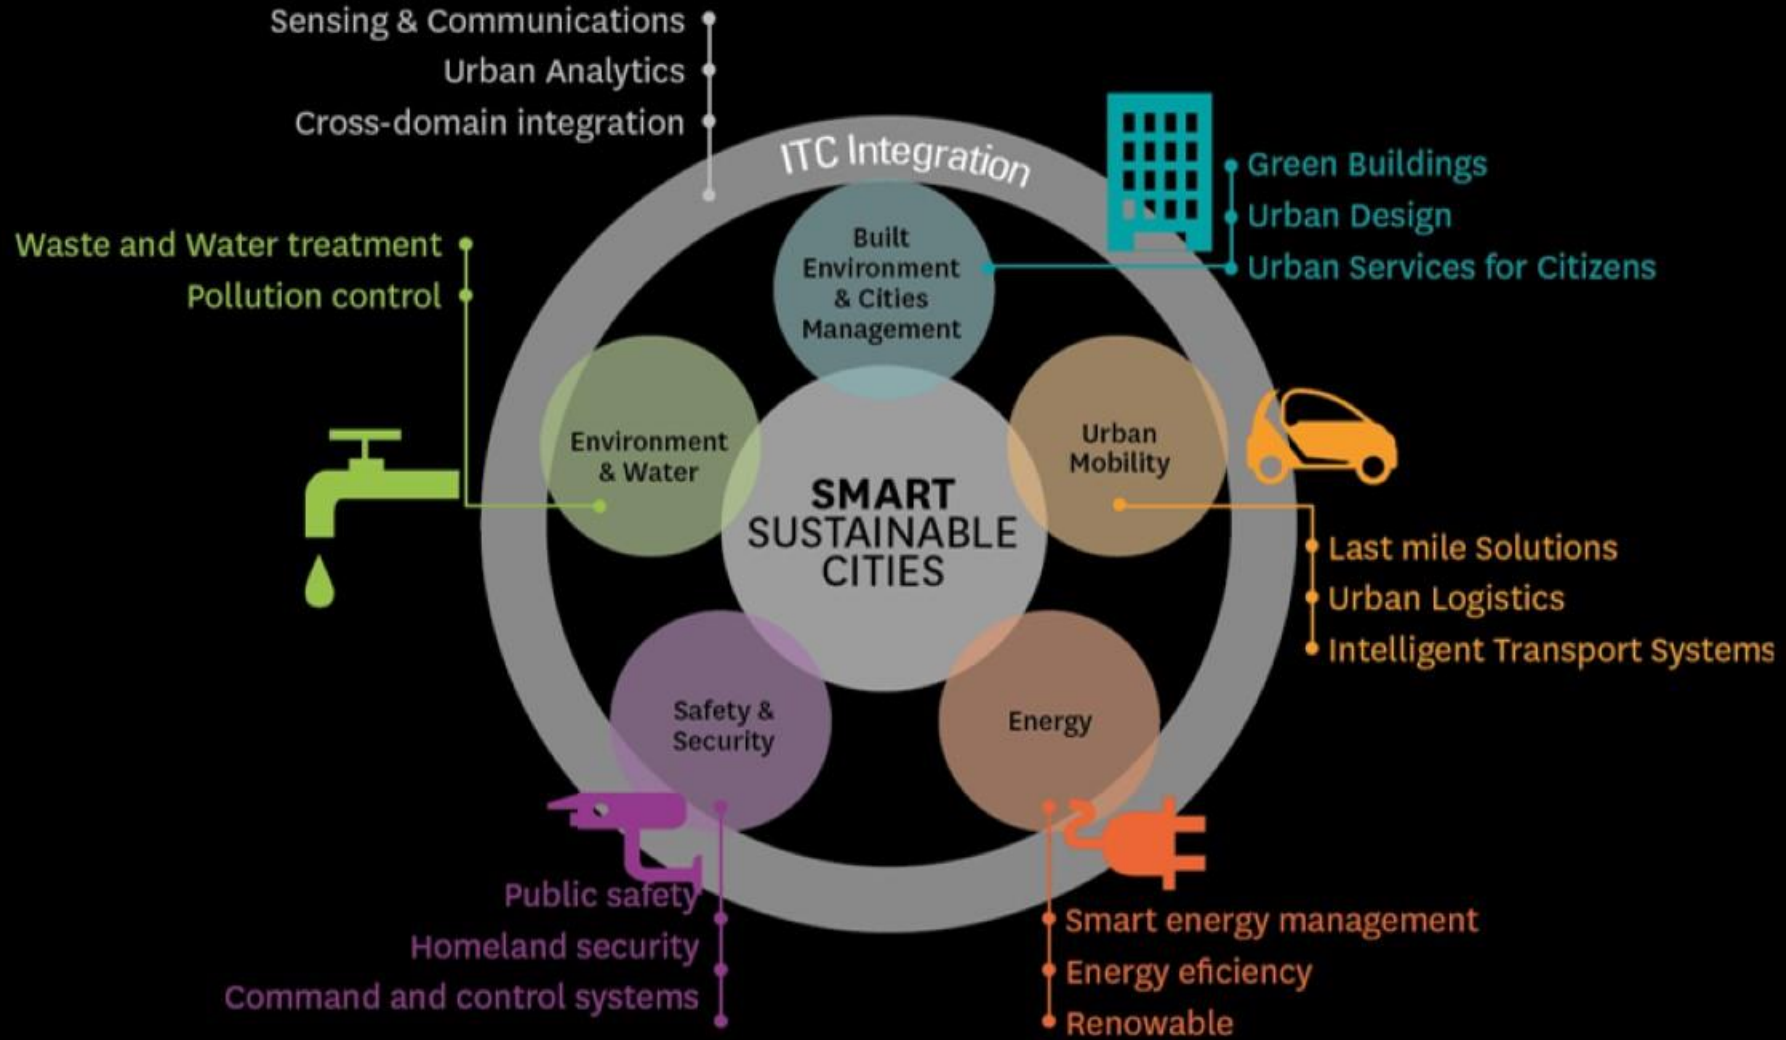 Sensing & Communications
Urban Analytics
Cross-domain integration
ITC Integration
Green Buildings
Urban Design
Urban Services for Citizens
Waste and Water treatment
Pollution control
Built
Environment
& Cities
Management
Environment
& Water
Urban
Mobility
SMART
SUSTAINABLE
CITIES
Last mile Solutions
Urban Logistics
Intelligent Transport Systems
Safety &
Security
Energy
Public safety
Homeland security
Command and control systems
Smart energy management
Energy eficiency
Renowable